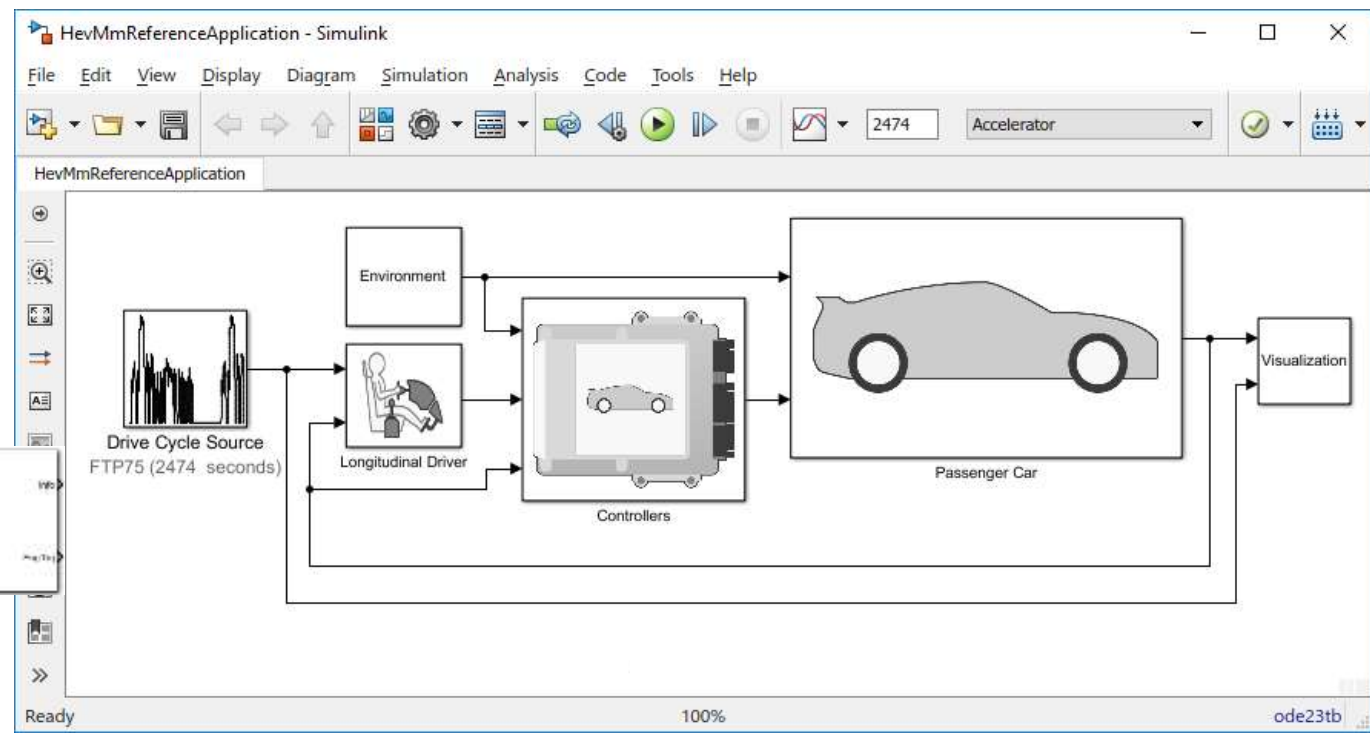 HevMmReferenceApplication - Simulink
File Edit View Display Diagram Simulation Analysis Code Tools Help
2474 Accelerator
HevMmReferenceApplication
Environment
Drive Cycle Source
FTP75 (2474 seconds)
Longitudinal Driver
Controllers
Passenger Car
Visualization
Info
Ready 100% ode23tb